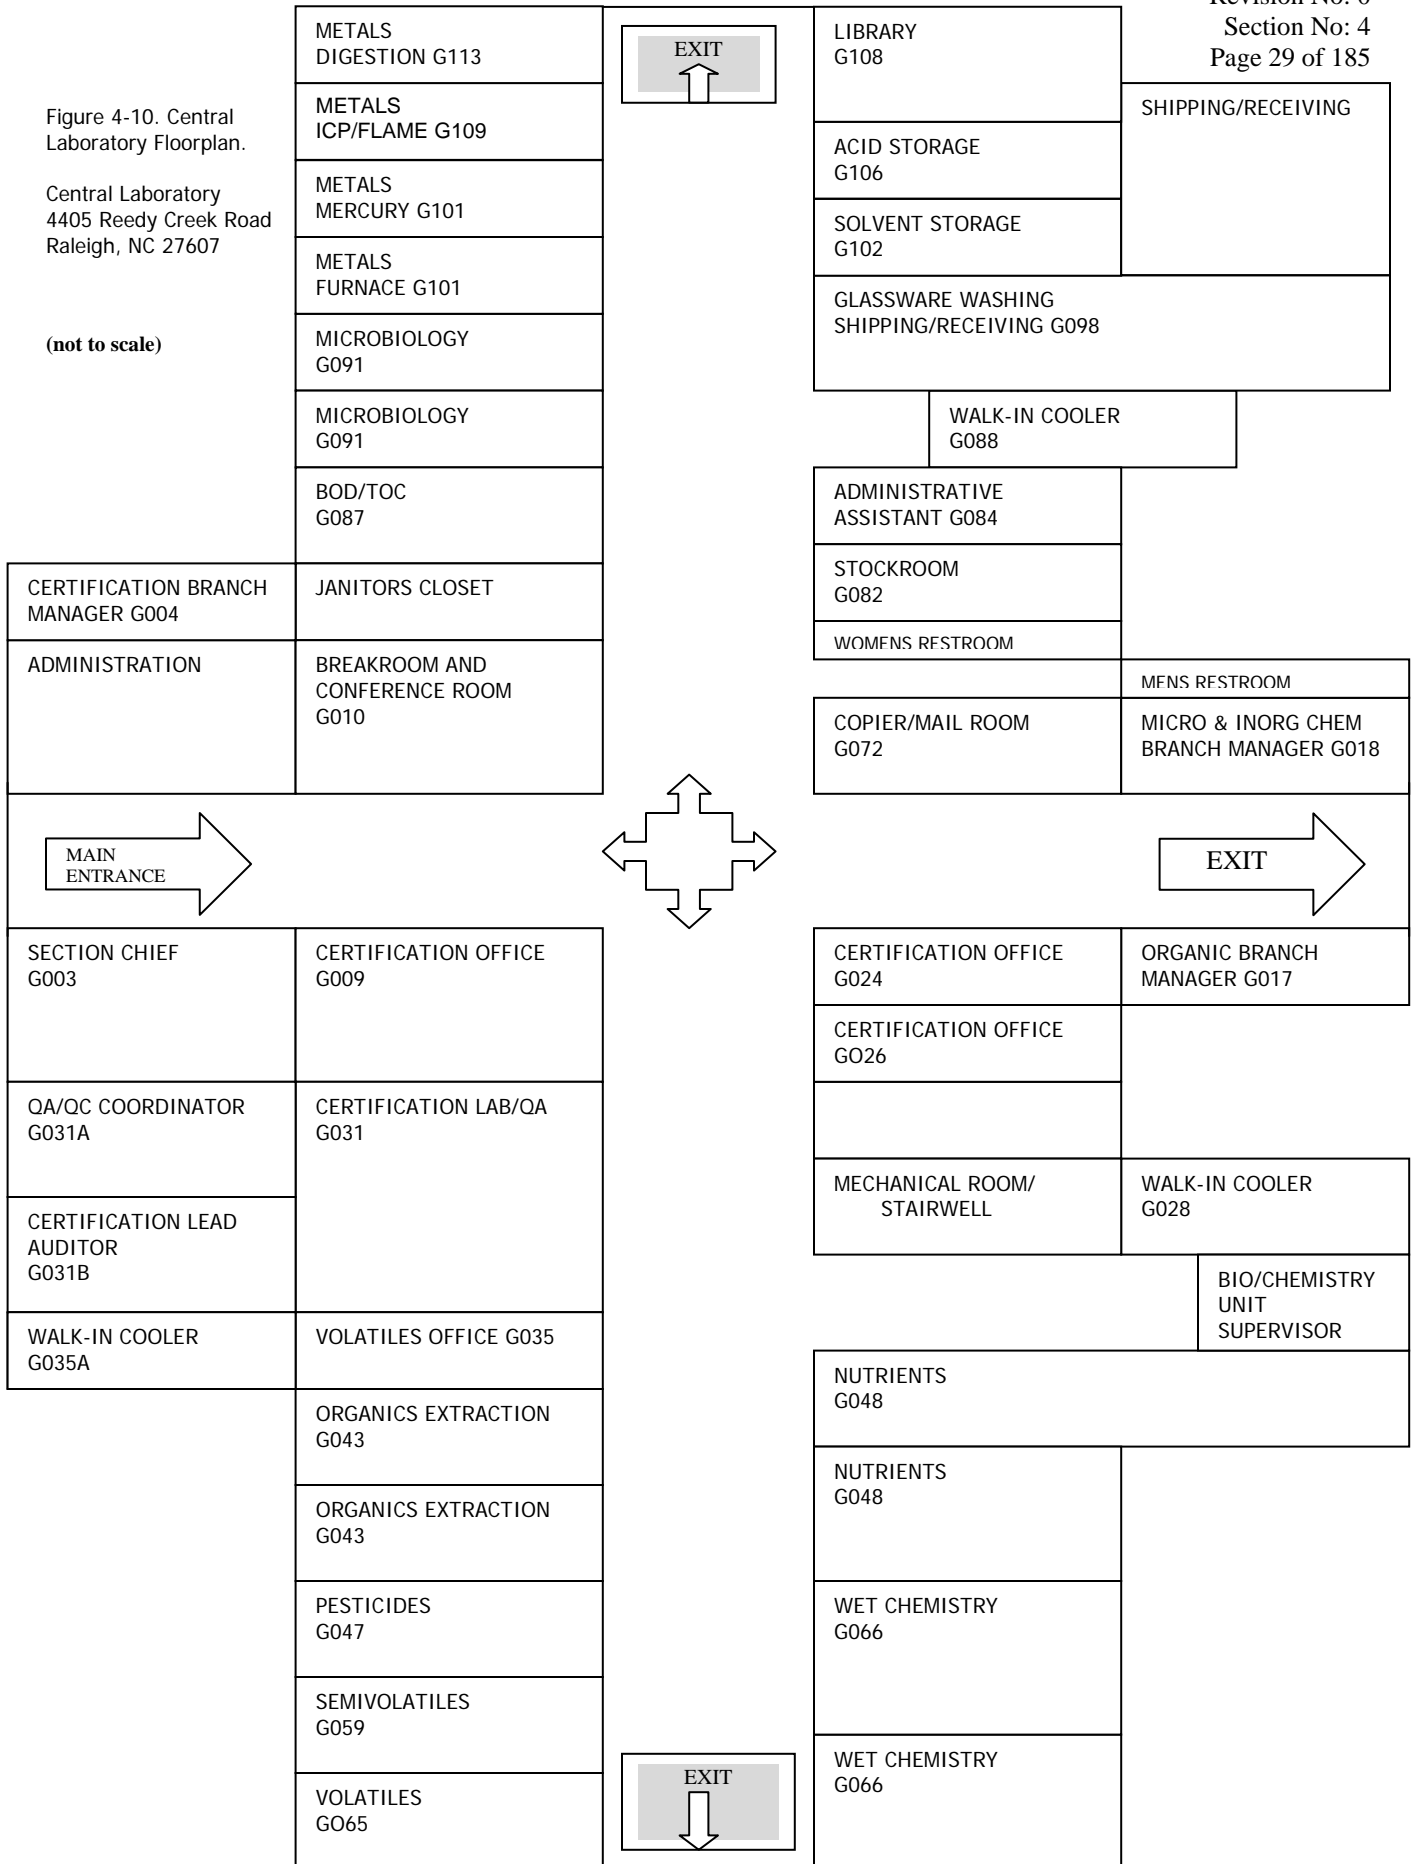 Section No: 4
Page 29 of 185
Figure 4-10. Central
Laboratory Floorplan.
Central Laboratory
4405 Reedy Creek Road
Raleigh, NC 27607
(not to scale)
METALS
DIGESTION G113
METALS
ICP/FLAME G109
METALS
MERCURY G101
METALS
FURNACE G101
MICROBIOLOGY
G091
MICROBIOLOGY
G091
BOD/TOC
G087
EXIT
LIBRARY
G108
SHIPPING/RECEIVING
ACID STORAGE
G106
SOLVENT STORAGE
G102
GLASSWARE WASHING
SHIPPING/RECEIVING G098
WALK-IN COOLER
G088
ADMINISTRATIVE
ASSISTANT G084
STOCKROOM
G082
WOMENS RESTROOM
MENS RESTROOM
CERTIFICATION BRANCH
MANAGER G004
JANITORS CLOSET
ADMINISTRATION
BREAKROOM AND
CONFERENCE ROOM
G010
COPIER/MAIL ROOM
G072
MICRO & INORG CHEM
BRANCH MANAGER G018
MAIN
ENTRANCE
EXIT
SECTION CHIEF
G003
CERTIFICATION OFFICE
G009
CERTIFICATION OFFICE
G024
ORGANIC BRANCH
MANAGER G017
CERTIFICATION OFFICE
GO26
QA/QC COORDINATOR
G031A
CERTIFICATION LAB/QA
G031
MECHANICAL ROOM/
STAIRWELL
WALK-IN COOLER
G028
CERTIFICATION LEAD
AUDITOR
G031B
BIO/CHEMISTRY
UNIT
SUPERVISOR
WALK-IN COOLER
G035A
VOLATILES OFFICE G035
NUTRIENTS
G048
ORGANICS EXTRACTION
G043
NUTRIENTS
G048
ORGANICS EXTRACTION
G043
PESTICIDES
G047
WET CHEMISTRY
G066
SEMIVOLATILES
G059
WET CHEMISTRY
G066
VOLATILES
GO65
EXIT